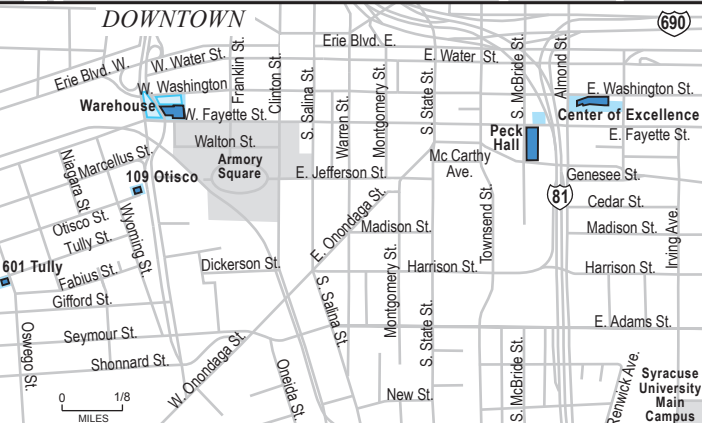 DOWNTOWN
690
Erie Blvd. E.
E. Water St.
W. Water St.
Erie Blvd. W.
W. Washington
Franklin St.
Clinton St.
S. Salina St.
Warren St.
Montgomery St.
S. State St.
S. McBride St.
Almond St.
E. Washington St.
Warehouse
W. Fayette St.
Center of Excellence
E. Fayette St.
Peck
Hall
Walton St.
Armory
Square
Mc Carthy
Ave.
Niagara St.
Marcellus St.
109 Otisco
E. Jefferson St.
Genesee St.
81
Cedar St.
Otisco St.
Wyoming St.
E. Onondaga St.
Madison St.
Townsend St.
Madison St.
Irving Ave.
Tully St.
601 Tully
Fabius St.
Dickerson St.
Harrison St.
Harrison St.
Gifford St.
S. Salina St.
Montgomery St.
S. State St.
E. Adams St.
Oswego St.
Seymour St.
Shonnard St.
W. Onondaga St.
Oneida St.
New St.
S. McBride St.
Renwick Ave.
Syracuse
University
Main
Campus
0 1/8
MILES